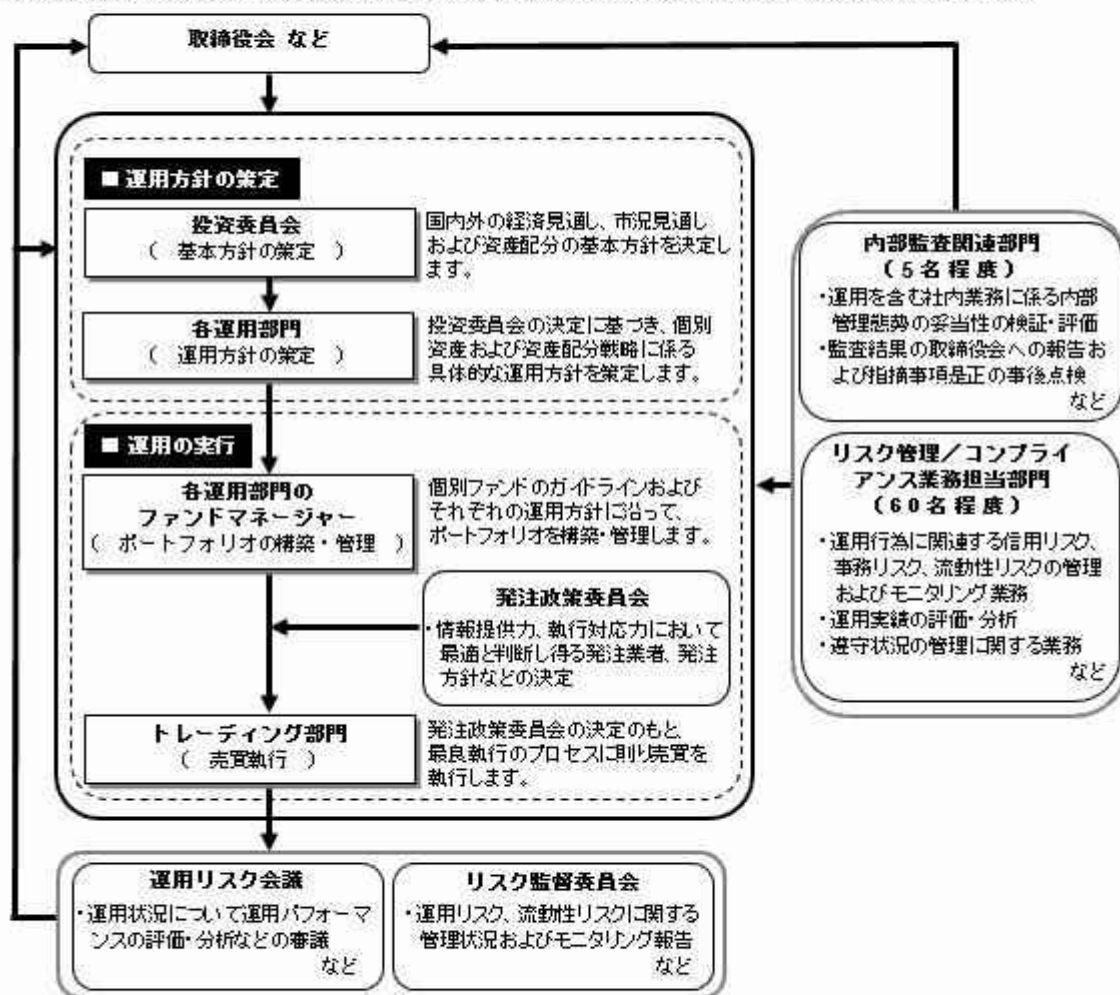 取締役会 など
■ 運用方針の策定
投資委員会
( 基本方針の策定 )
国内外の経済見通し、市況見通し
および資産配分の基本方針を決定し
ます。
各運用部門
( 運用方針の策定 )
投資委員会の決定に基づき、個別
資産および資産配分戦略に係る
具体的な運用方針を策定します。
■ 運用の実行
各運用部門の
ファンドマネージャー
( ポートフォリオの構築・管理 )
個別ファンドのガイドラインおよび
それぞれの運用方針に沿って、
ポートフォリオを構築・管理します。
発注政策委員会
・情報提供力、執行対応力において
最適と判断し得る発注業者、発注
方針などの決定
トレーディング部門
( 売買執行 )
発注政策委員会の決定のもと
最良執行のプロセスに則り売買を
執行します。
運用リスク会議
・運用状況について運用パフォーマ
ンスの評価・分析などの審議
など
リスク監督委員会
・運用リスク、流動性リスクに関する
管理状況およびモニタリング報告
など
内部監査関連部門
(5名程度)
・運用を含む社内業務に係る内部
管理態勢の妥当性の検証・評価
・監査結果の取締役会への報告お
よび指摘事項是正の事後点検
など
リスク管理/コンプライ
アンス業務担当部門
(60名程度)
・運用行為に関連する信用リスク、
事務リスク、流動性リスクの管理
およびモニタリング業務
・運用実績の評価・分析
・遵守状況の管理に関する業務
など